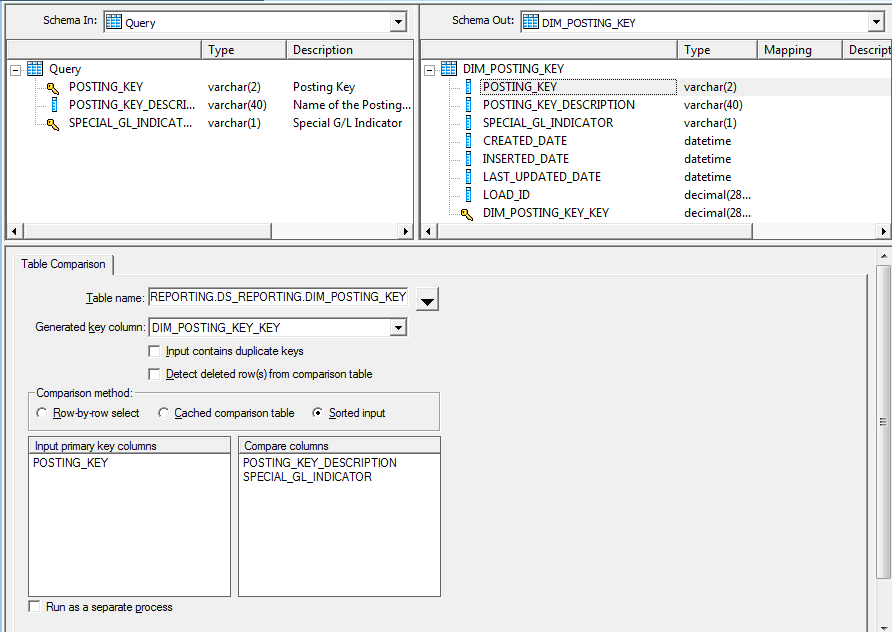 Schema In: Query
Type Description
Query
POSTING_KEY varchar(2) Posting Key
POSTING_KEY_DESCRI... varchar(40) Name of the Posting...
SPECIAL_GL_INDICAT... varchar(1) Special G/L Indicator
Schema Out: DIM_POSTING_KEY
Type Mapping Descript
DIM_POSTING_KEY
POSTING_KEY varchar(2)
POSTING_KEY_DESCRIPTION varchar(40)
SPECIAL_GL_INDICATOR varchar(1)
CREATED_DATE datetime
INSERTED_DATE datetime
LAST_UPDATED_DATE datetime
LOAD_ID decimal(28...
DIM_POSTING_KEY_KEY decimal(28...
Table Comparison
Table name: REPORTING.DS_REPORTING.DIM_POSTING_KEY
Generated key column: DIM_POSTING_KEY_KEY
Input contains duplicate keys
Detect deleted row(s) from comparison table
Comparison method:
Row-by-row select Cached comparison table Sorted input
Input primary key columns
POSTING_KEY
Compare columns
POSTING_KEY_DESCRIPTION
SPECIAL_GL_INDICATOR
Run as a separate process